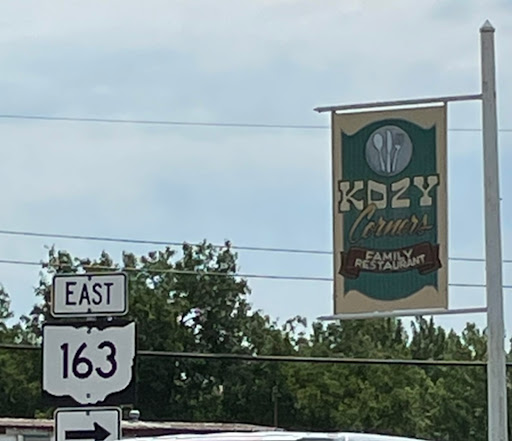 KOZY
Corners
FAMILY
RESTAURANT
EAST
163